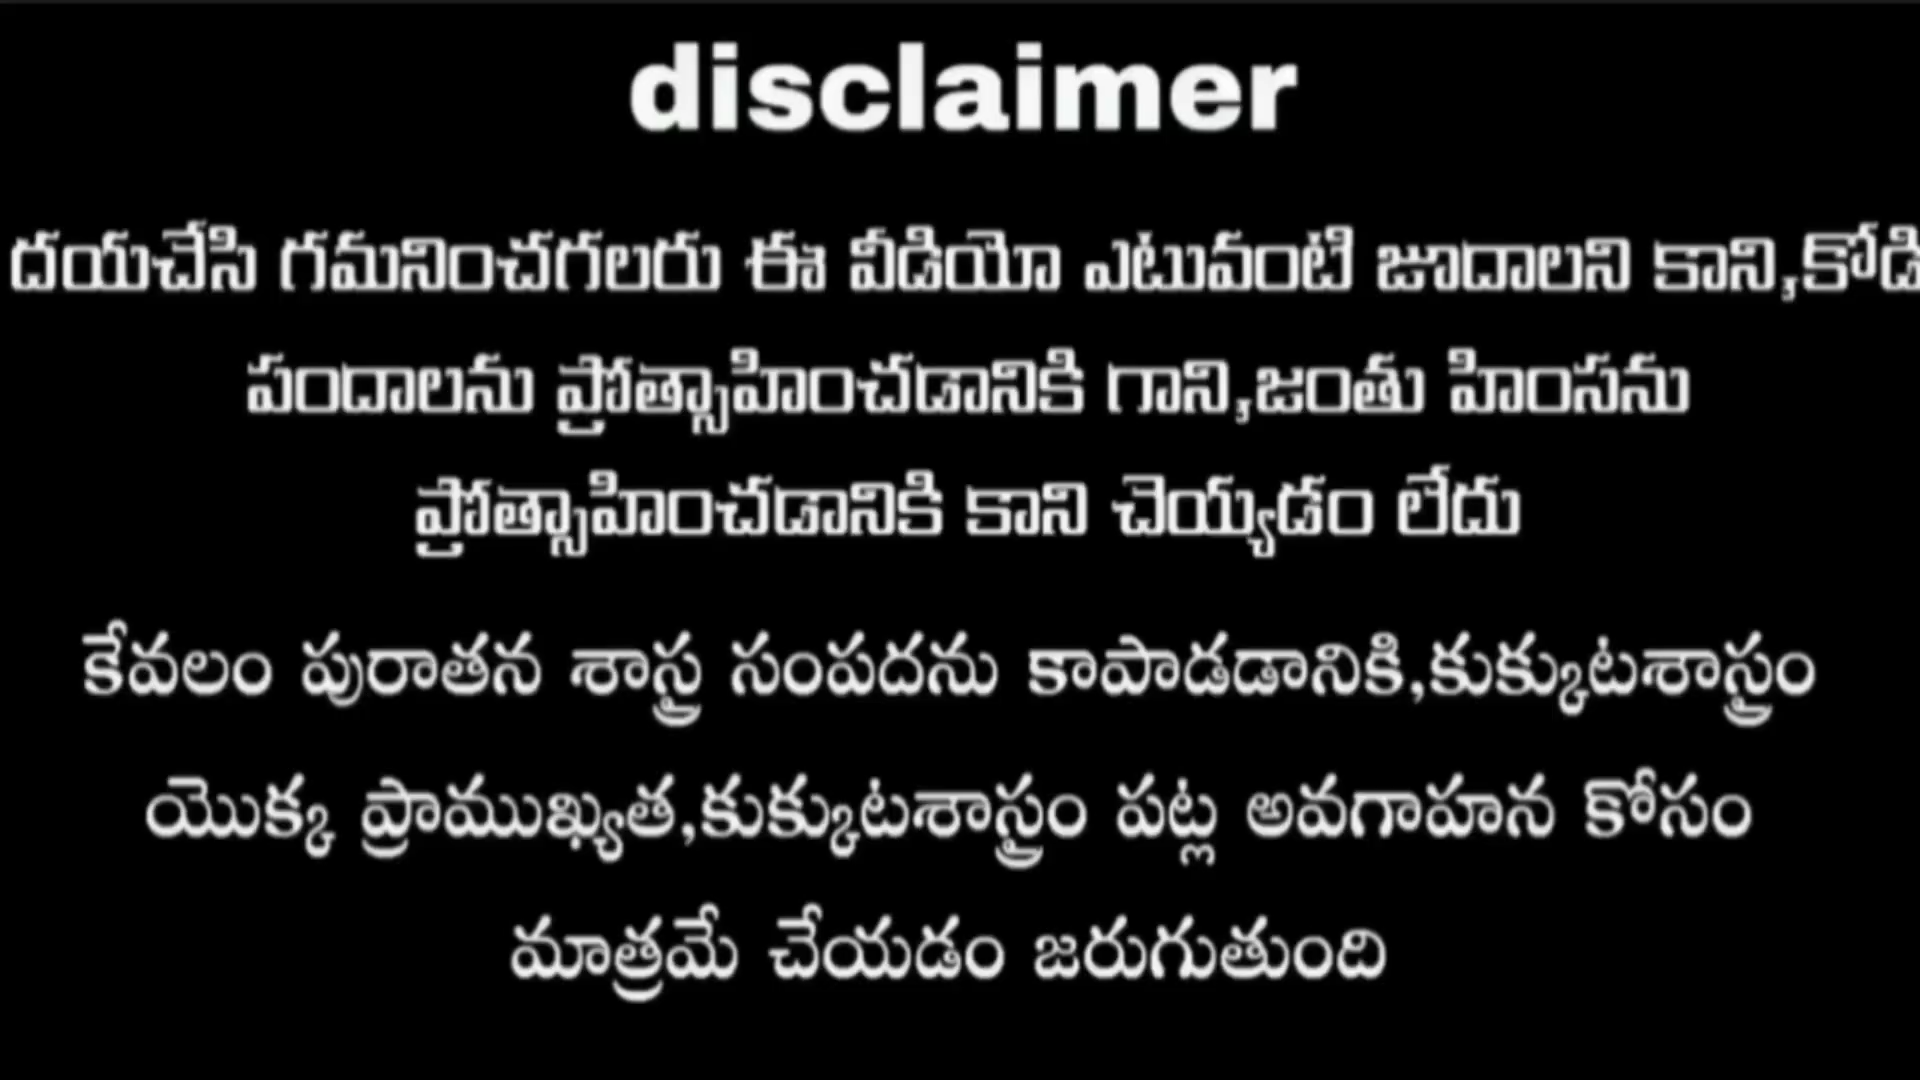 disclaimer
దయచేసి గమనించగలరు ఈ వీడియో ఎటువంటి జూదాలని కాని,కోడి
పందాలను ప్రోత్సాహించడానికి గాని,జంతు హింసను
ప్రోత్సాహించడానికి కాని చెయ్యడం లేదు
కేవలం పురాతన శాస్త్ర సంపదను కాపాడడానికి,కుక్కుటశాస్త్రం
యొక్క ప్రాముఖ్యత,కుక్కుటశాస్త్రం పట్ల అవగాహన కోసం
మాత్రమే చేయడం జరుగుతుంది